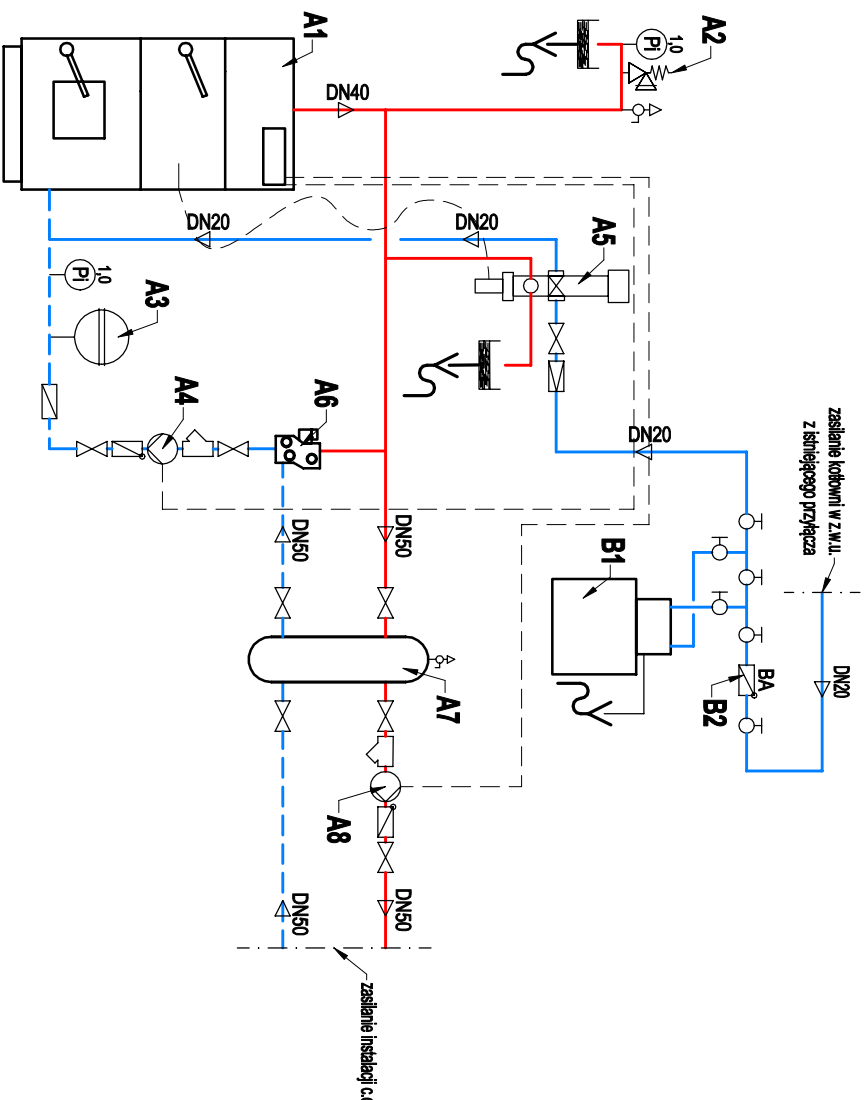 A1
DN40
1,0
Pi
A2
DN20
DN20
A5
1,0
Pi
A3
A4
A6
DN20
zasilanie kotłowni w z.w.u.
z istniejącego przyłącza
DN50
DN50
B1
BA
B2
DN20
A7
A8
DN50
DN50
zasilanie instalacji c.o